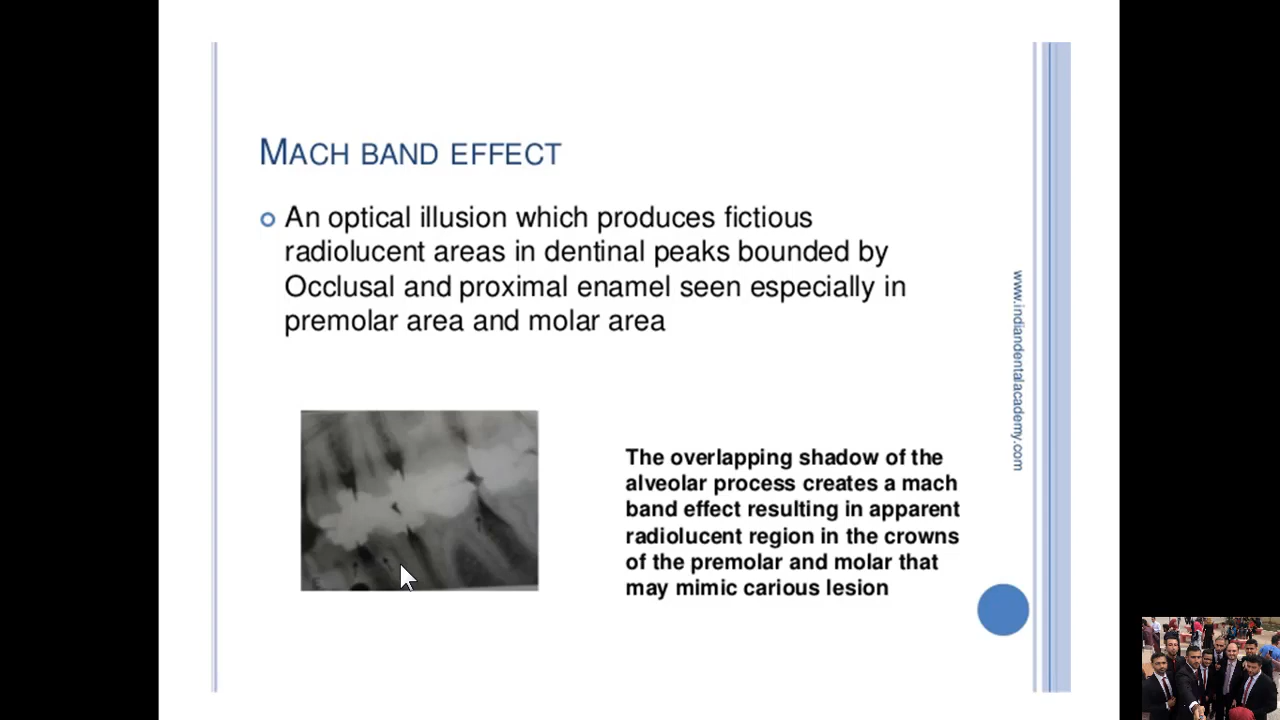 MACH BAND EFFECT
An optical illusion which produces fictious
radiolucent areas in dentinal peaks bounded by
Occlusal and proximal enamel seen especially in
premolar area and molar area
The overlapping shadow of the
alveolar process creates a mach
band effect resulting in apparent
radiolucent region in the crowns
of the premolar and molar that
may mimic carious lesion
www.indiandentalacademy.com